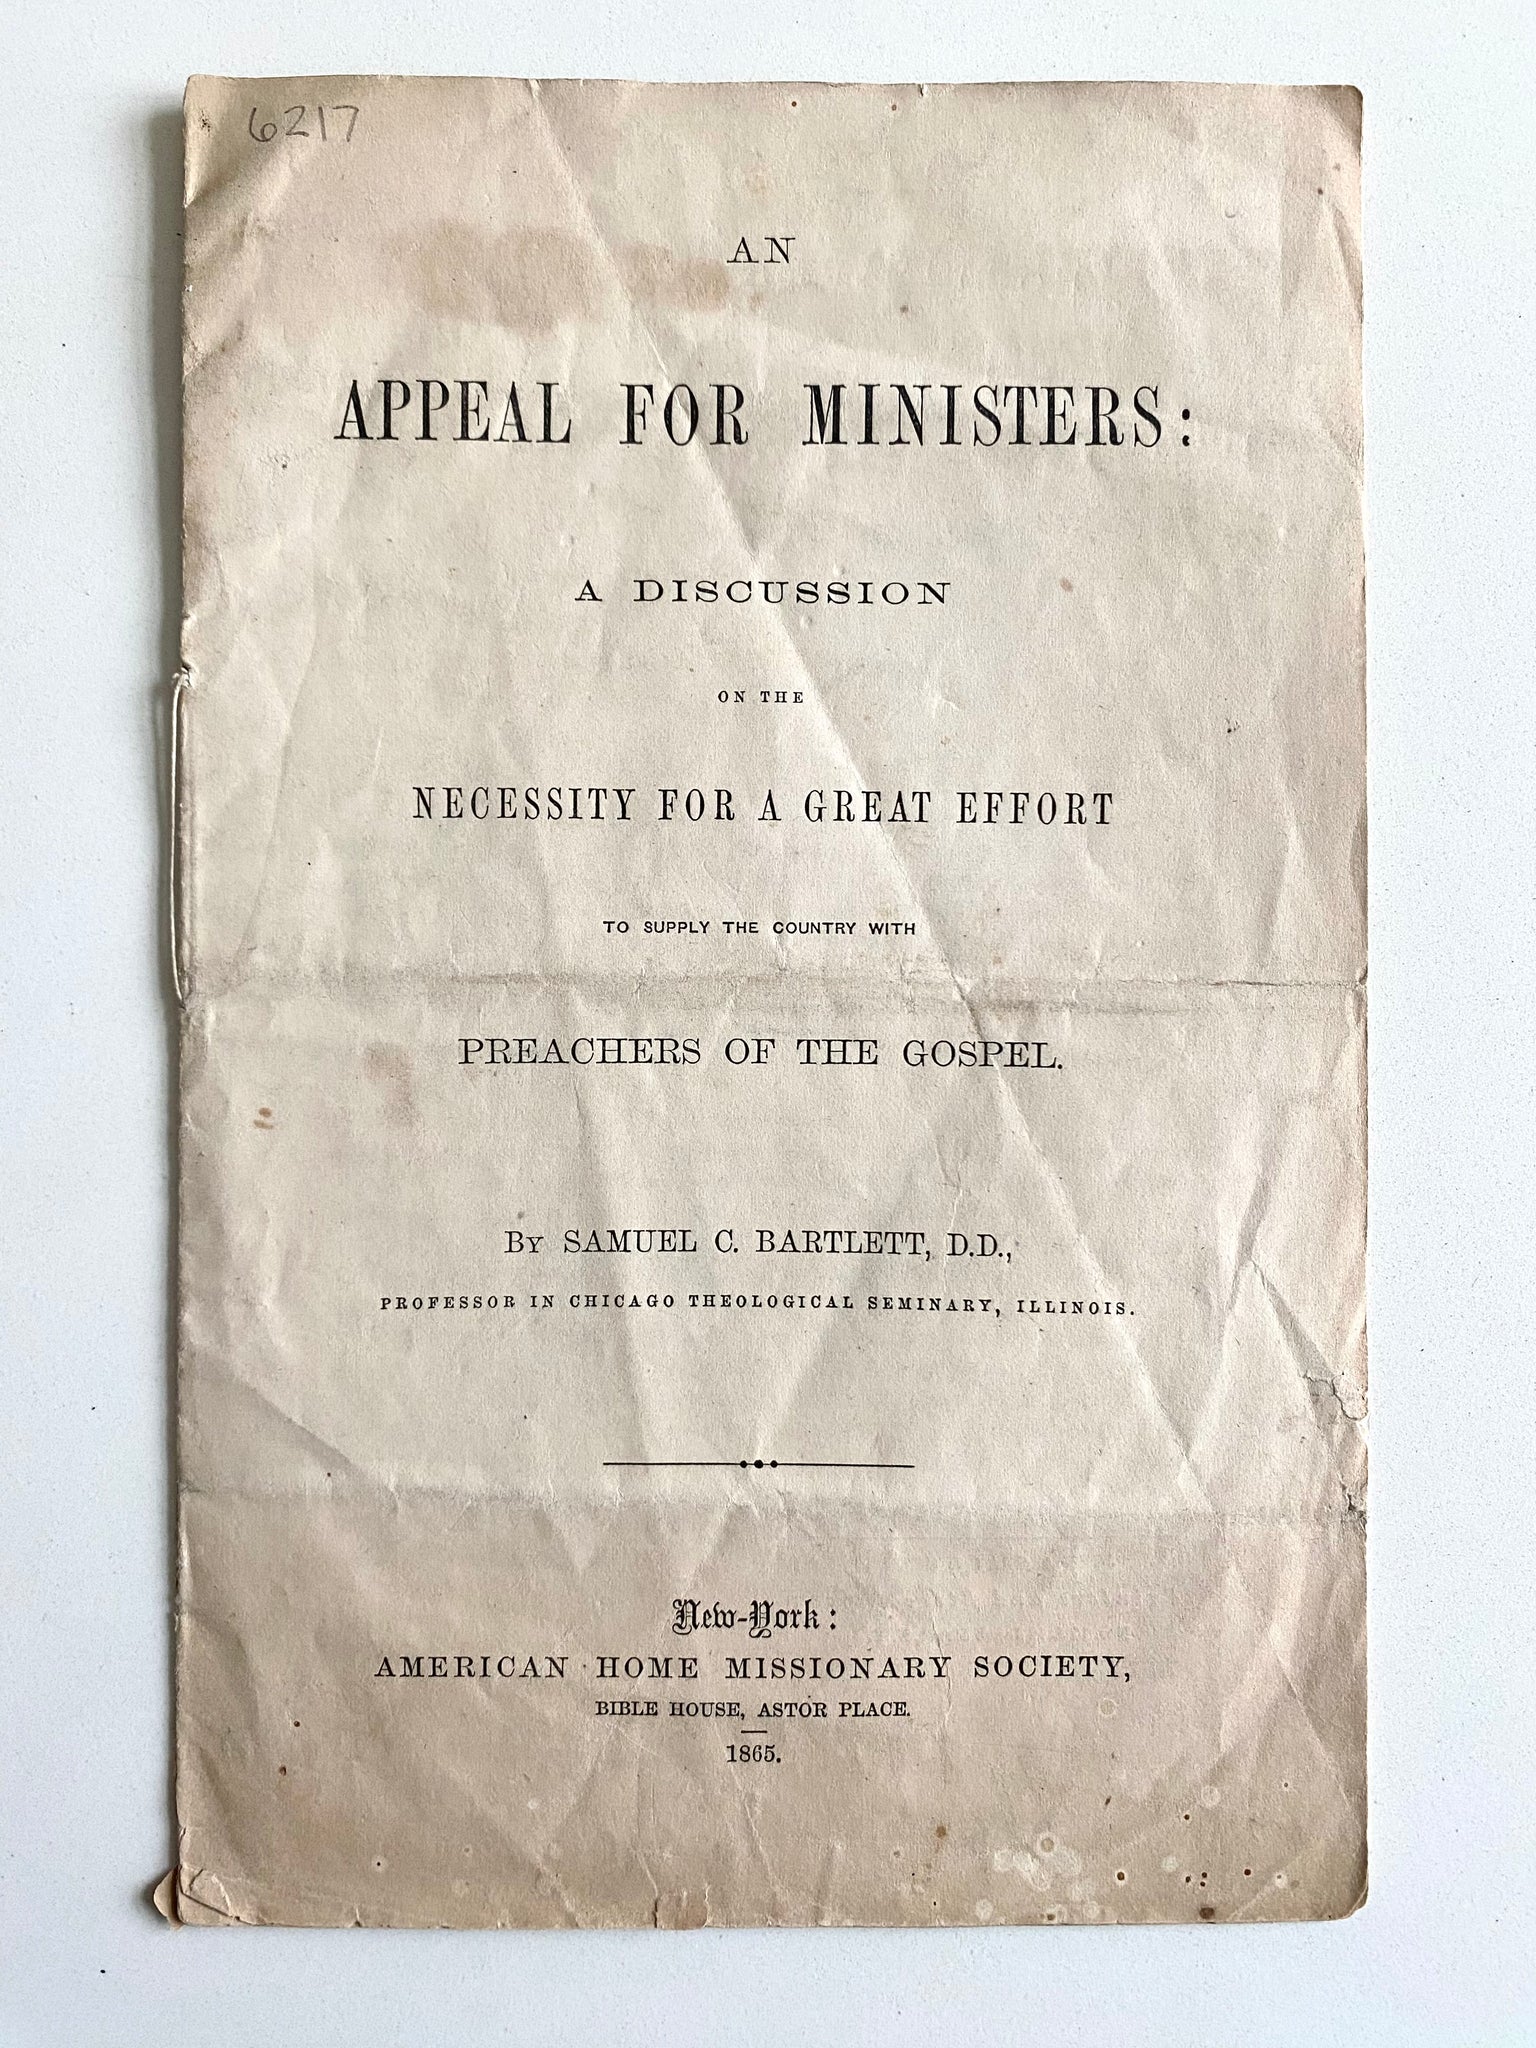 6217
AN
APPEAL FOR MINISTERS:
A DISCUSSION
ON THE
NECESSITY FOR A GREAT EFFORT
TO SUPPLY THE COUNTRY WITH
PREACHERS OF THE GOSPEL.
By SAMUEL C. BARTLETT, D.D.,
PROFESSOR IN CHICAGO THEOLOGICAL SEMINARY, ILLINOIS.
New-York:
AMERICAN HOME MISSIONARY SOCIETY,
BIBLE HOUSE, ASTOR PLACE.
1865.